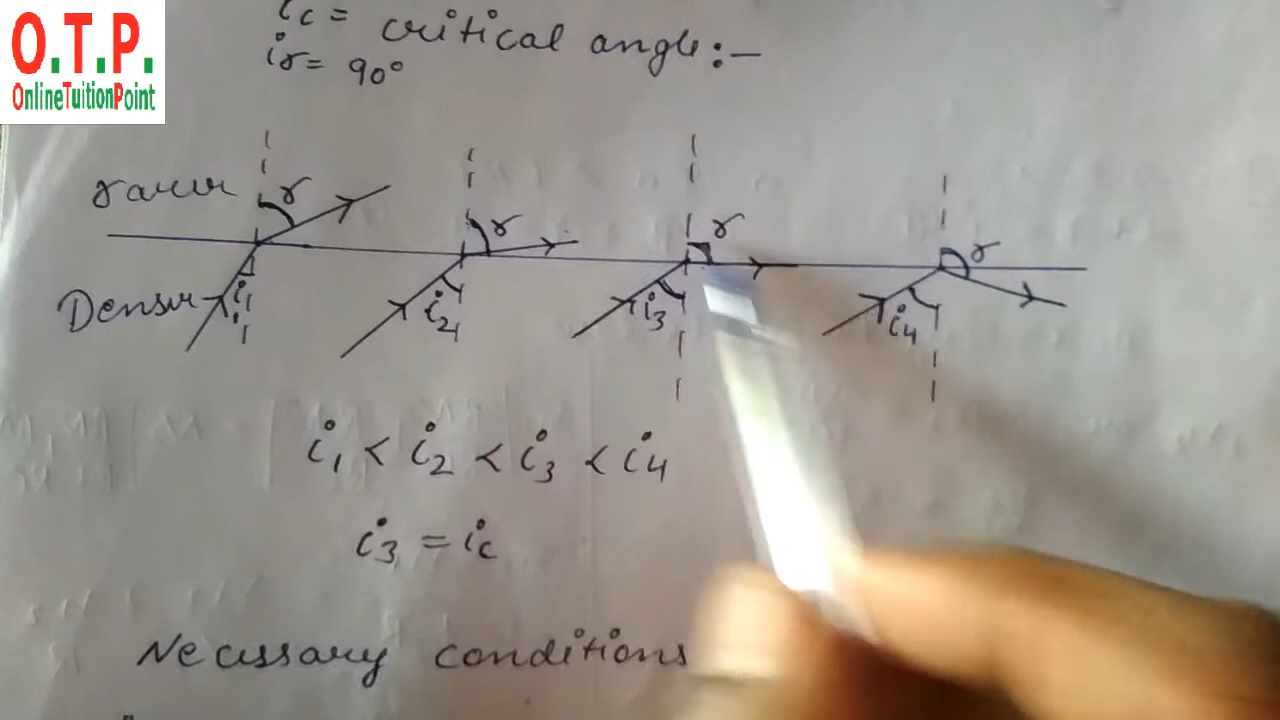 O.T.P.
OnlineTuitionPoint
ic = critical angle:-
ir = 90°
rarer r r r r
Denser i1 i2 i3 i4
i1 < i2 < i3 < i4
i3 = ic
Necessary conditions